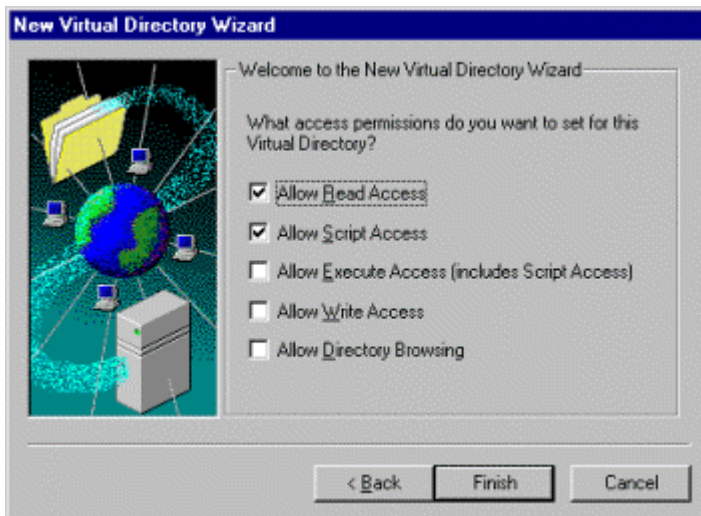 New Virtual Directory Wizard
Welcome to the New Virtual Directory Wizard
What access permissions do you want to set for this
Virtual Directory?
Allow Read Access
Allow Script Access
Allow Execute Access (includes Script Access)
Allow Write Access
Allow Directory Browsing
< Back Finish Cancel